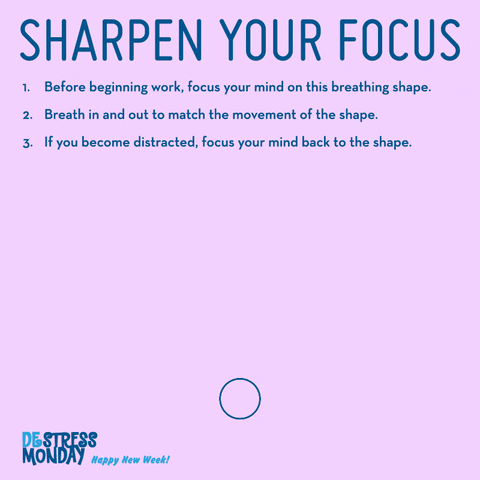 SHARPEN YOUR FOCUS
1. Before beginning work, focus your mind on this breathing shape.
2. Breath in and out to match the movement of the shape.
3. If you become distracted, focus your mind back to the shape.
DESTRESS
MONDAY Happy New Week!